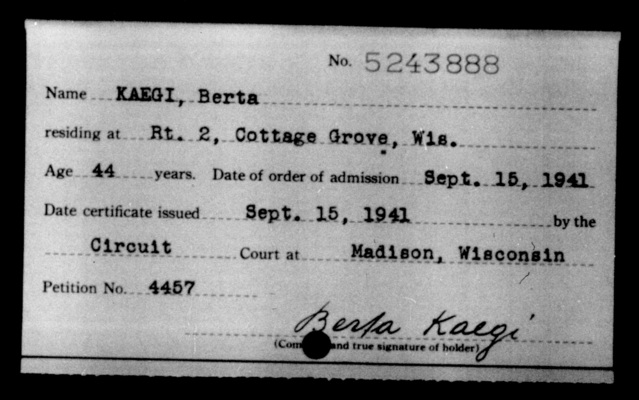 No. 5243888
Name KAEGI, Berta
residing at Rt. 2, Cottage Grove, Wis.
Age 44 years. Date of order of admission Sept. 15, 1941
Date certificate issued Sept. 15, 1941 by the
Circuit Court at Madison, Wisconsin
Petition No. 4457
Berta Kaegi
(Com and true signature of holder)